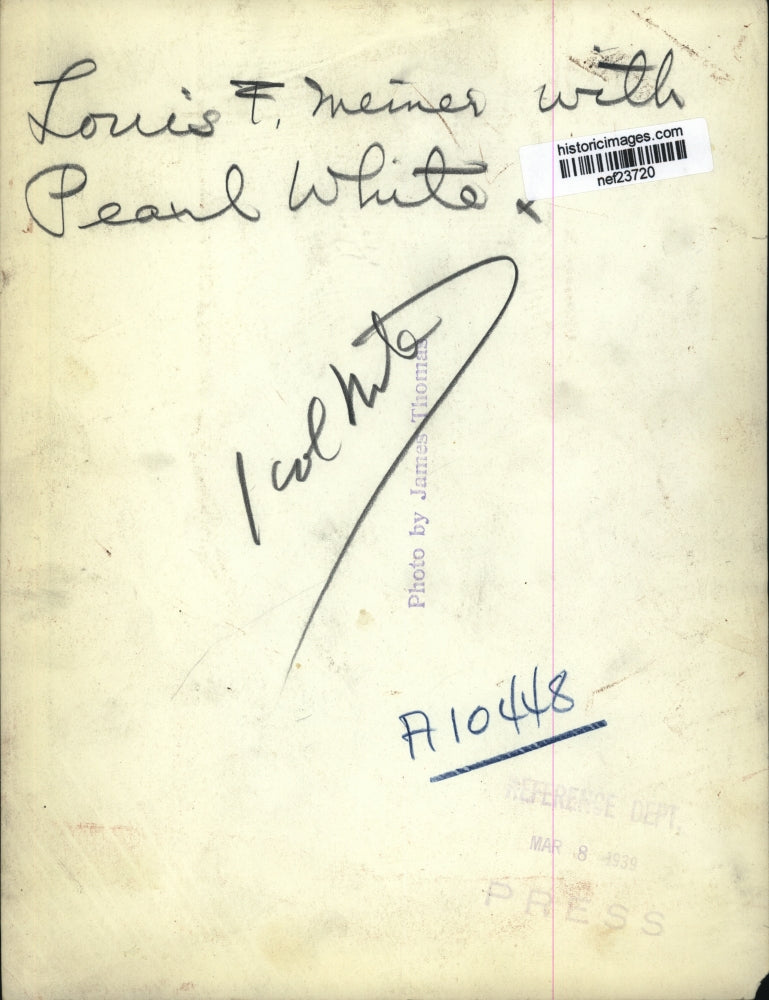 Louis F. Meiner with
Pearl White x
historicimages.com
nef23720
1 col
Photo by James Thomas
A10448
REFERENCE DEPT.
MAR 8 1939
PRESS